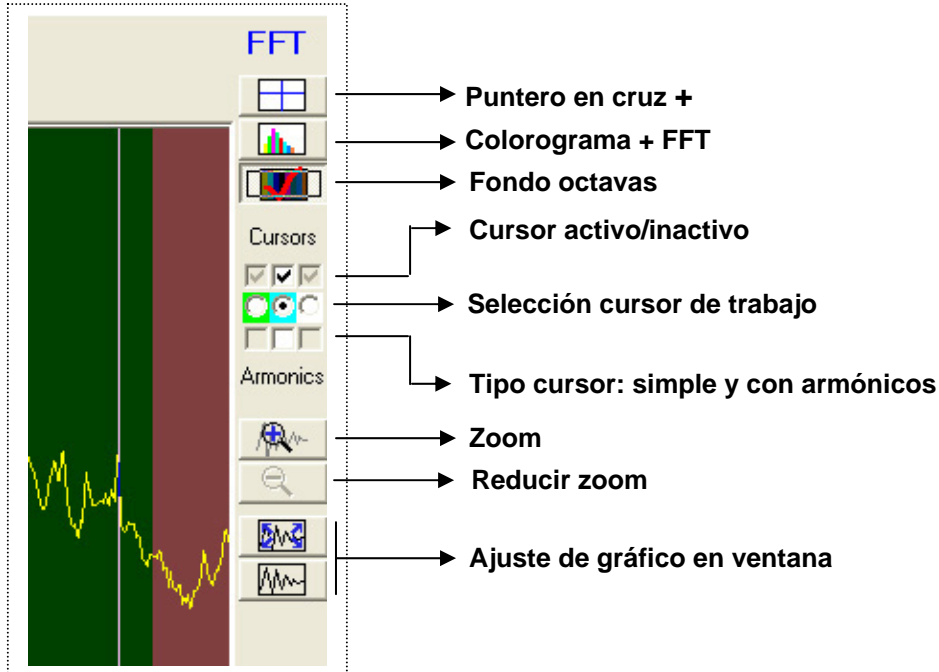 FFT
Puntero en cruz +
Colorograma + FFT
Fondo octavas
Cursors
Cursor activo/inactivo
Selección cursor de trabajo
Armonics
Tipo cursor: simple y con armónicos
Zoom
Reducir zoom
Ajuste de gráfico en ventana